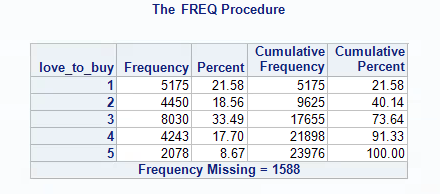 The FREQ Procedure
Cumulative Cumulative
love_to_buy Frequency Percent Frequency Percent
1 5175 21.58 5175 21.58
2 4450 18.56 9625 40.14
3 8030 33.49 17655 73.64
4 4243 17.70 21898 91.33
5 2078 8.67 23976 100.00
Frequency Missing = 1588